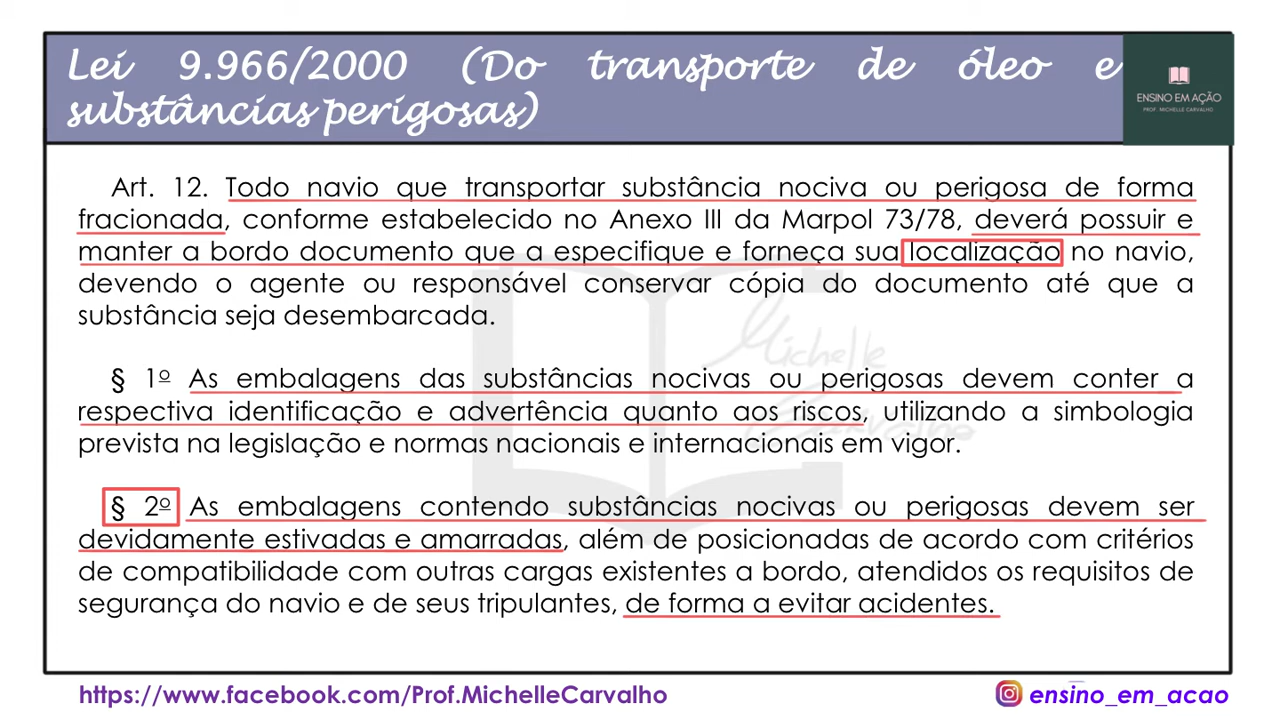 Lei 9.966/2000 (Do transporte de óleo e
substâncias perigosas)
ENSINO EM AÇÃO
PROF. MICHELLE CARVALHO
Art. 12. Todo navio que transportar substância nociva ou perigosa de forma
fracionada, conforme estabelecido no Anexo III da Marpol 73/78, deverá possuir e
manter a bordo documento que a especifique e forneça sua localização no navio,
devendo o agente ou responsável conservar cópia do documento até que a
substância seja desembarcada.
§ 1º As embalagens das substâncias nocivas ou perigosas devem conter a
respectiva identificação e advertência quanto aos riscos, utilizando a simbologia
prevista na legislação e normas nacionais e internacionais em vigor.
§ 2º As embalagens contendo substâncias nocivas ou perigosas devem ser
devidamente estivadas e amarradas, além de posicionadas de acordo com critérios
de compatibilidade com outras cargas existentes a bordo, atendidos os requisitos de
segurança do navio e de seus tripulantes, de forma a evitar acidentes.
Michelle
Carvalho
https://www.facebook.com/Prof.MichelleCarvalho
ensino_em_acao